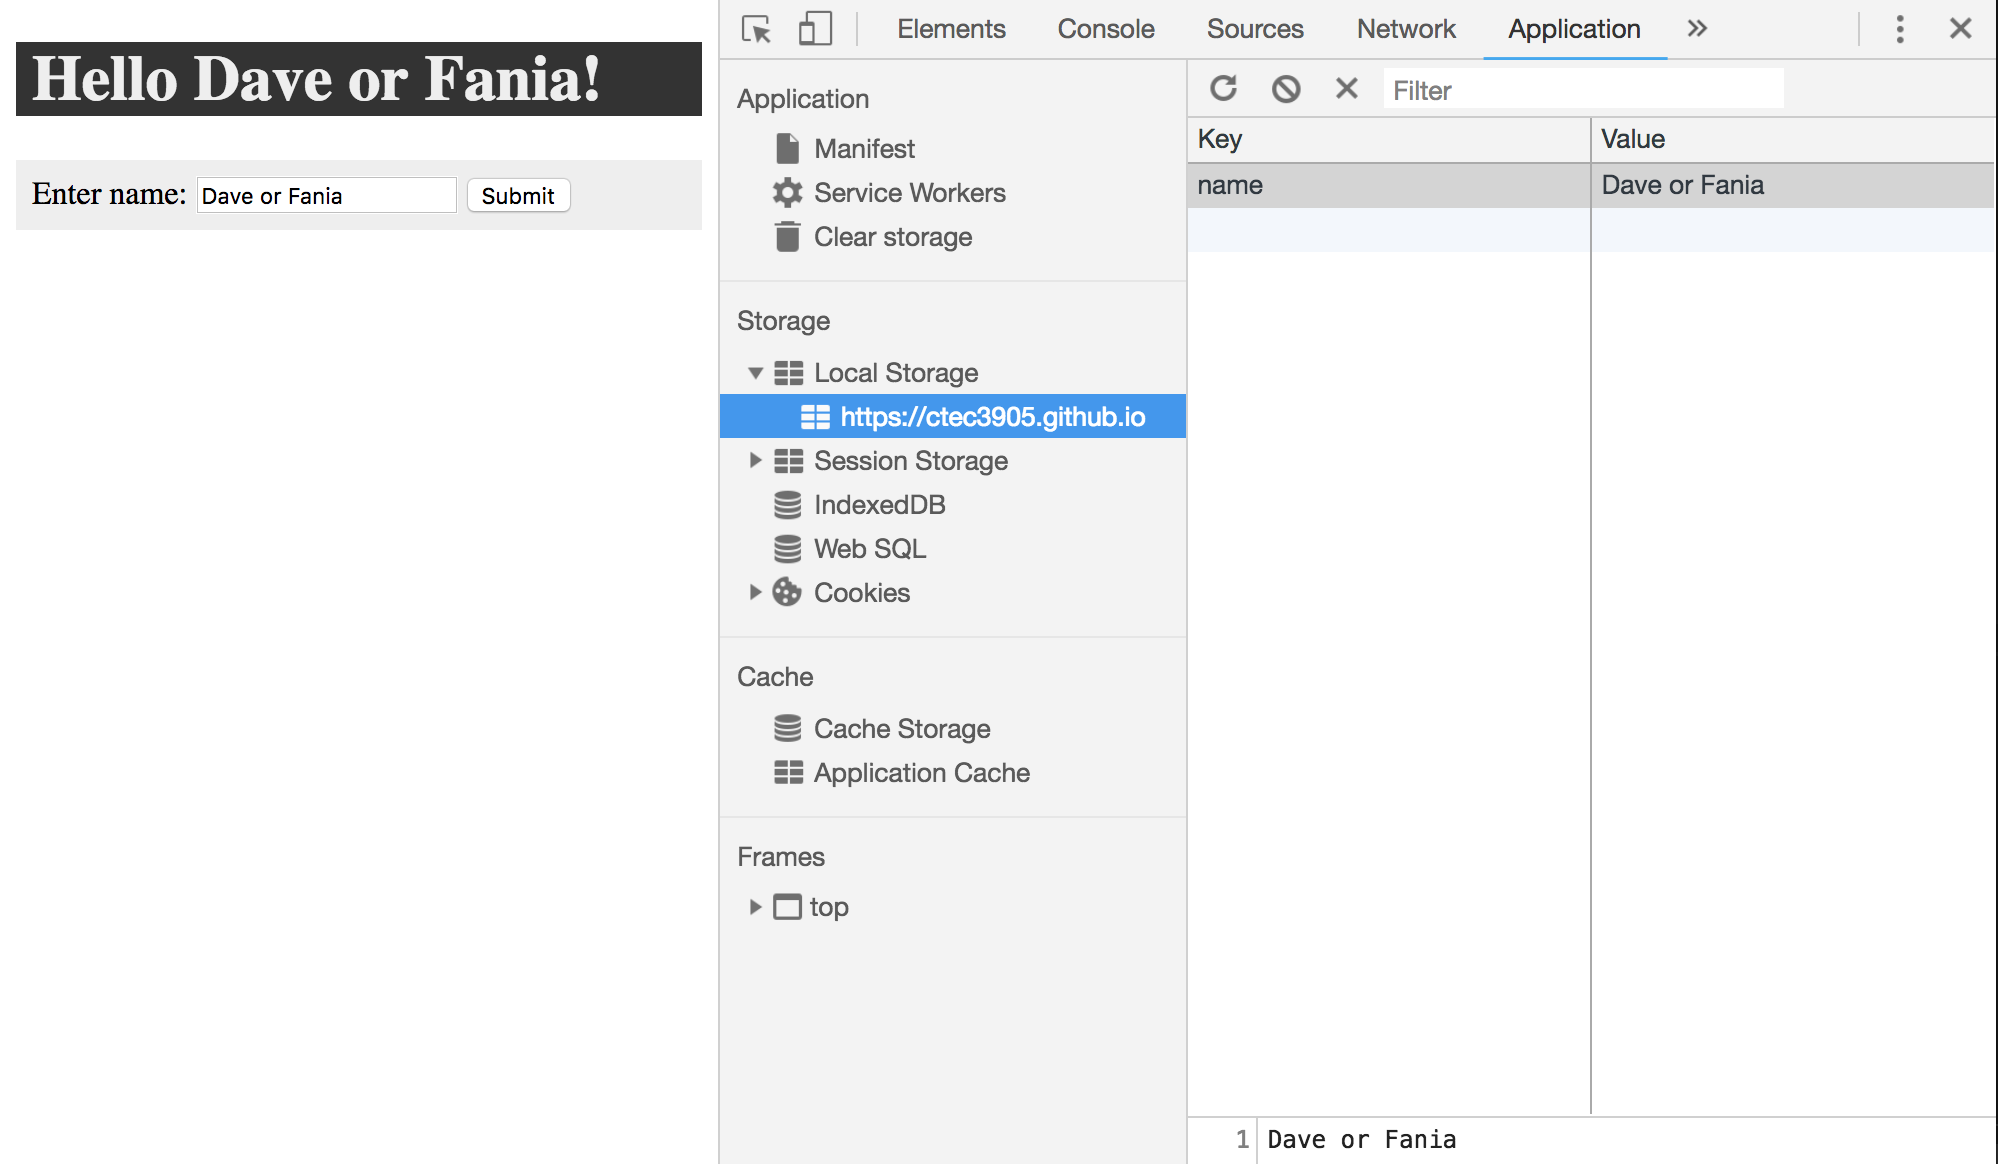 Hello Dave or Fania!
Enter name: Dave or Fania Submit
Elements Console Sources Network Application
Application
Manifest
Service Workers
Clear storage
Storage
Local Storage
https://ctec3905.github.io
Session Storage
IndexedDB
Web SQL
Cookies
Cache
Cache Storage
Application Cache
Frames
top
Filter
Key Value
name Dave or Fania
1 Dave or Fania